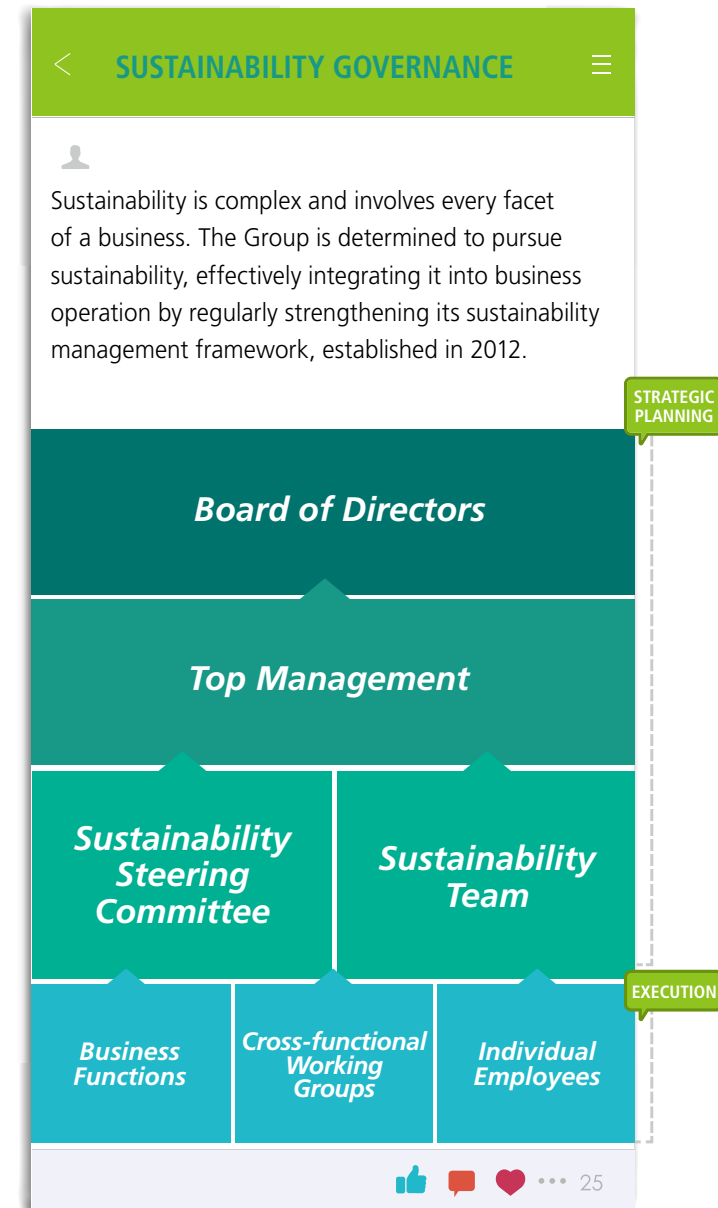 SUSTAINABILITY GOVERNANCE
Sustainability is complex and involves every facet
of a business. The Group is determined to pursue
sustainability, effectively integrating it into business
operation by regularly strengthening its sustainability
management framework, established in 2012.
STRATEGIC
PLANNING
Board of Directors
Top Management
Sustainability
Steering
Committee
Sustainability
Team
EXECUTION
Business
Functions
Cross-functional
Working
Groups
Individual
Employees
25